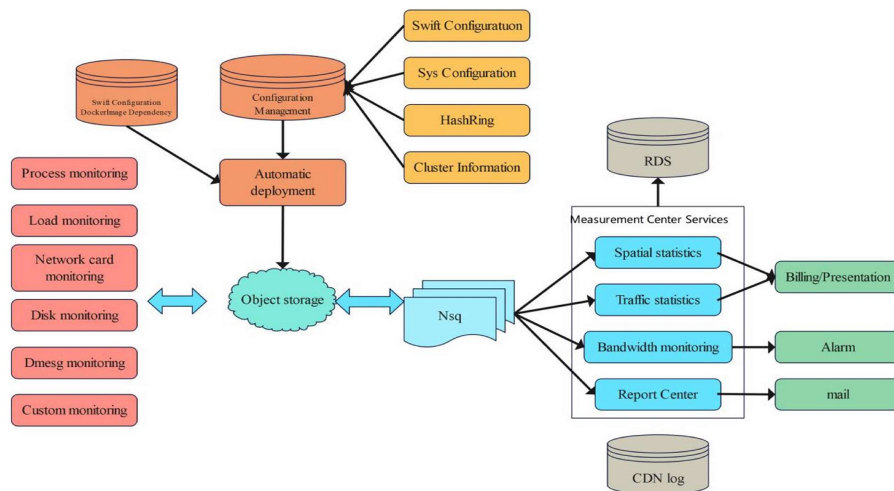 Swift Configuratuon
Sys Configuration
HashRing
Cluster Information
Swift Configuration
DockerImage Dependency
Configuration
Management
Automatic
deployment
Process monitoring
Load monitoring
Network card
monitoring
Disk monitoring
Dmesg monitoring
Custom monitoring
Object storage
Nsq
RDS
Measurement Center Services
Spatial statistics
Traffic statistics
Bandwidth monitoring
Report Center
Billing/Presentation
Alarm
mail
CDN log